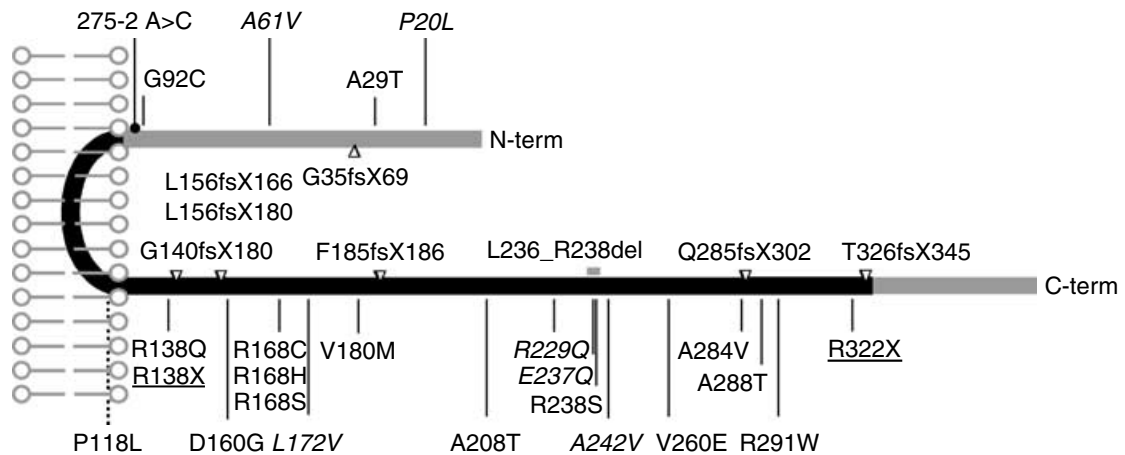 275-2 A>C A61V P20L
G92C A29T
N-term
L156fsX166 G35fsX69
L156fsX180
G140fsX180 F185fsX186 L236_R238del Q285fsX302 T326fsX345
C-term
R138Q R168C V180M R229Q A284V R322X
R138X R168H E237Q A288T
R168S R238S
P118L D160G L172V A208T A242V V260E R291W